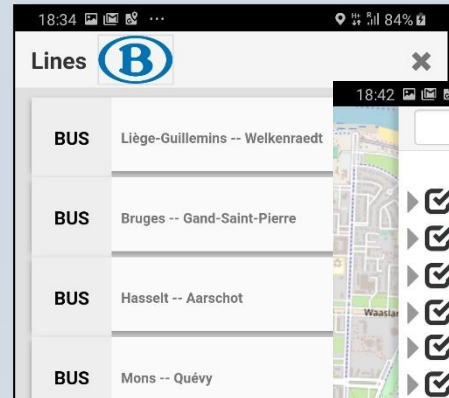 18:34 ... 84%
Lines B
18:42
BUS Liège-Guillemins -- Welkenraedt
BUS Bruges -- Gand-Saint-Pierre
BUS Hasselt -- Aarschot
Waaslan
BUS Mons -- Quévy